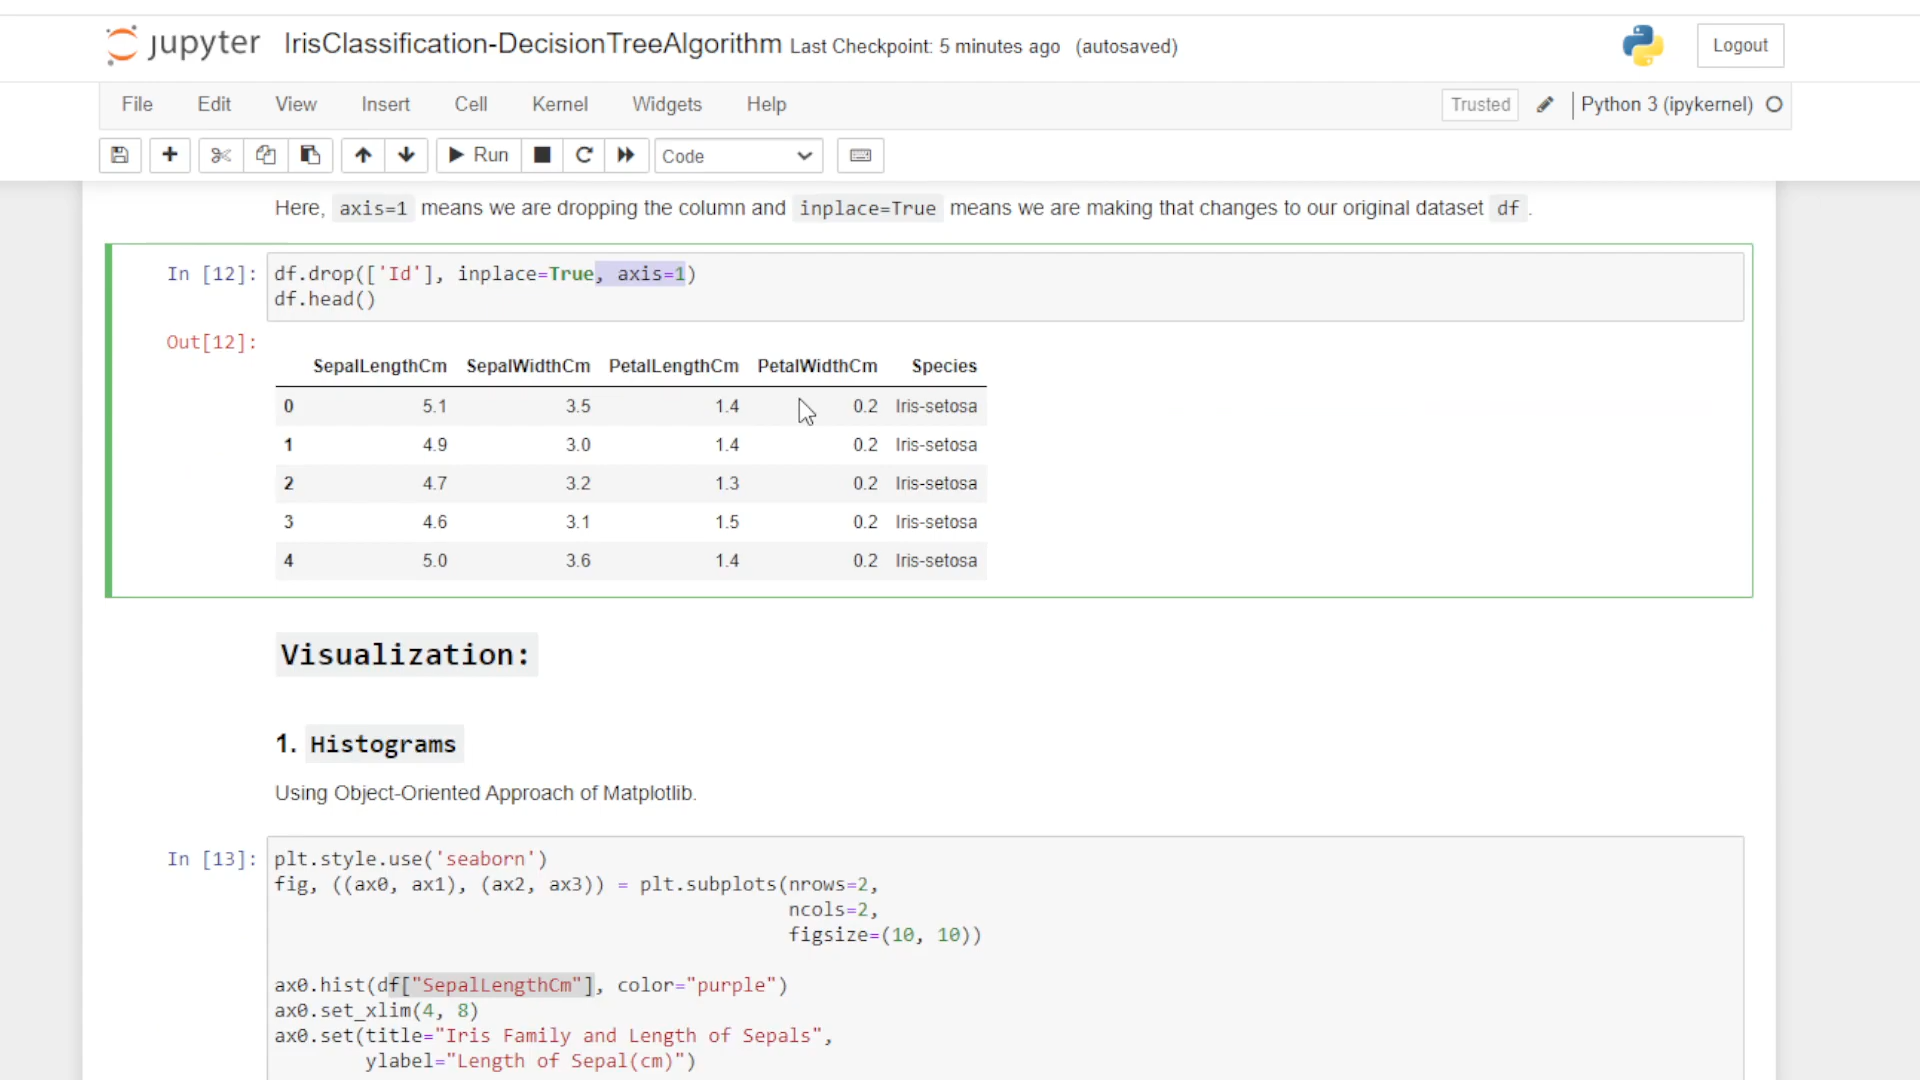 jupyter IrisClassification-DecisionTreeAlgorithm Last Checkpoint: 5 minutes ago (autosaved) Logout
File Edit View Insert Cell Kernel Widgets Help Trusted Python 3 (ipykernel)
Run Code
Here, axis=1 means we are dropping the column and inplace=True means we are making that changes to our original dataset df .
In [12]: df.drop(['Id'], inplace=True, axis=1)
df.head()
Out[12]:
SepalLengthCm SepalWidthCm PetalLengthCm PetalWidthCm Species
0 5.1 3.5 1.4 0.2 Iris-setosa
1 4.9 3.0 1.4 0.2 Iris-setosa
2 4.7 3.2 1.3 0.2 Iris-setosa
3 4.6 3.1 1.5 0.2 Iris-setosa
4 5.0 3.6 1.4 0.2 Iris-setosa
Visualization:
1. Histograms
Using Object-Oriented Approach of Matplotlib.
In [13]: plt.style.use('seaborn')
fig, ((ax0, ax1), (ax2, ax3)) = plt.subplots(nrows=2,
ncols=2,
figsize=(10, 10))
ax0.hist(df["SepalLengthCm"], color="purple")
ax0.set_xlim(4, 8)
ax0.set(title="Iris Family and Length of Sepals",
ylabel="Length of Sepal(cm)")